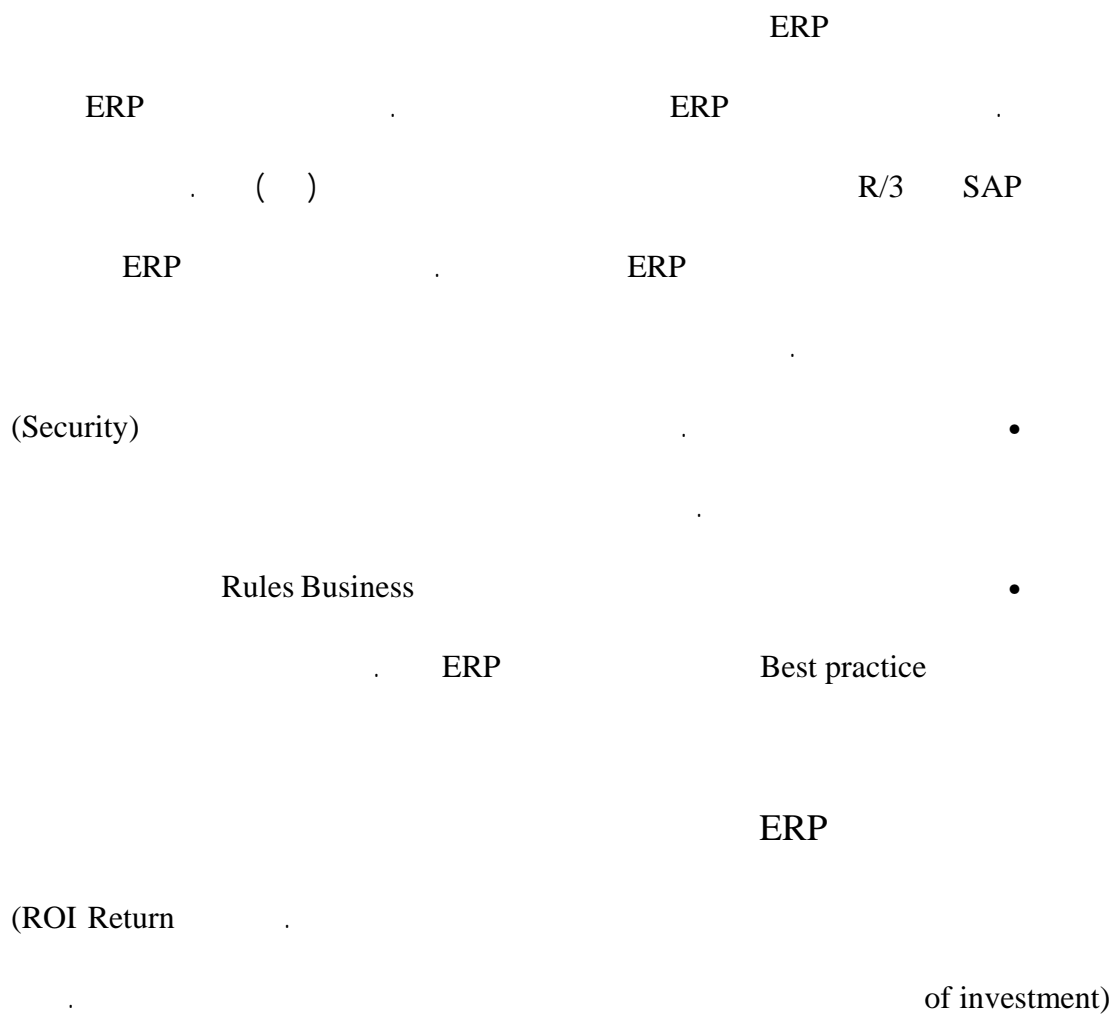 ERP
. ERP . ERP
SAP R/3 ( ) .
ERP . ERP
.
• . (Security)
.
• Rules Business
Best practice ERP .
ERP
. (ROI Return
of investment) .